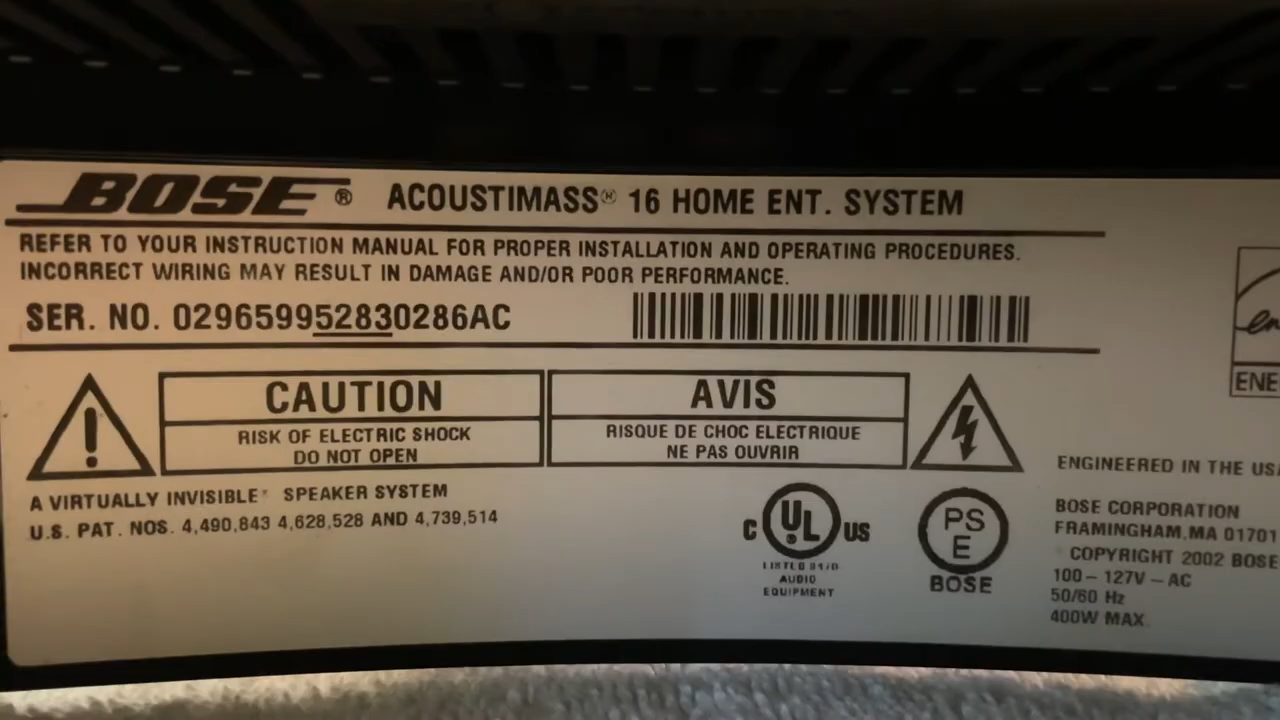 BOSE® ACOUSTIMASS® 16 HOME ENT. SYSTEM
REFER TO YOUR INSTRUCTION MANUAL FOR PROPER INSTALLATION AND OPERATING PROCEDURES.
INCORRECT WIRING MAY RESULT IN DAMAGE AND/OR POOR PERFORMANCE.
SER. NO. 029659952830286AC
CAUTION
RISK OF ELECTRIC SHOCK
DO NOT OPEN
AVIS
RISQUE DE CHOC ELECTRIQUE
NE PAS OUVRIR
A VIRTUALLY INVISIBLE SPEAKER SYSTEM
U.S. PAT. NOS. 4,490,843 4,628,528 AND 4,739,514
C UL® US
LISTED
AUDIO
EQUIPMENT
PS
E
BOSE
en
ENE
ENGINEERED IN THE USA
BOSE CORPORATION
FRAMINGHAM, MA 01701
COPYRIGHT 2002 BOSE
100 – 127V – AC
50/60 Hz
400W MAX.